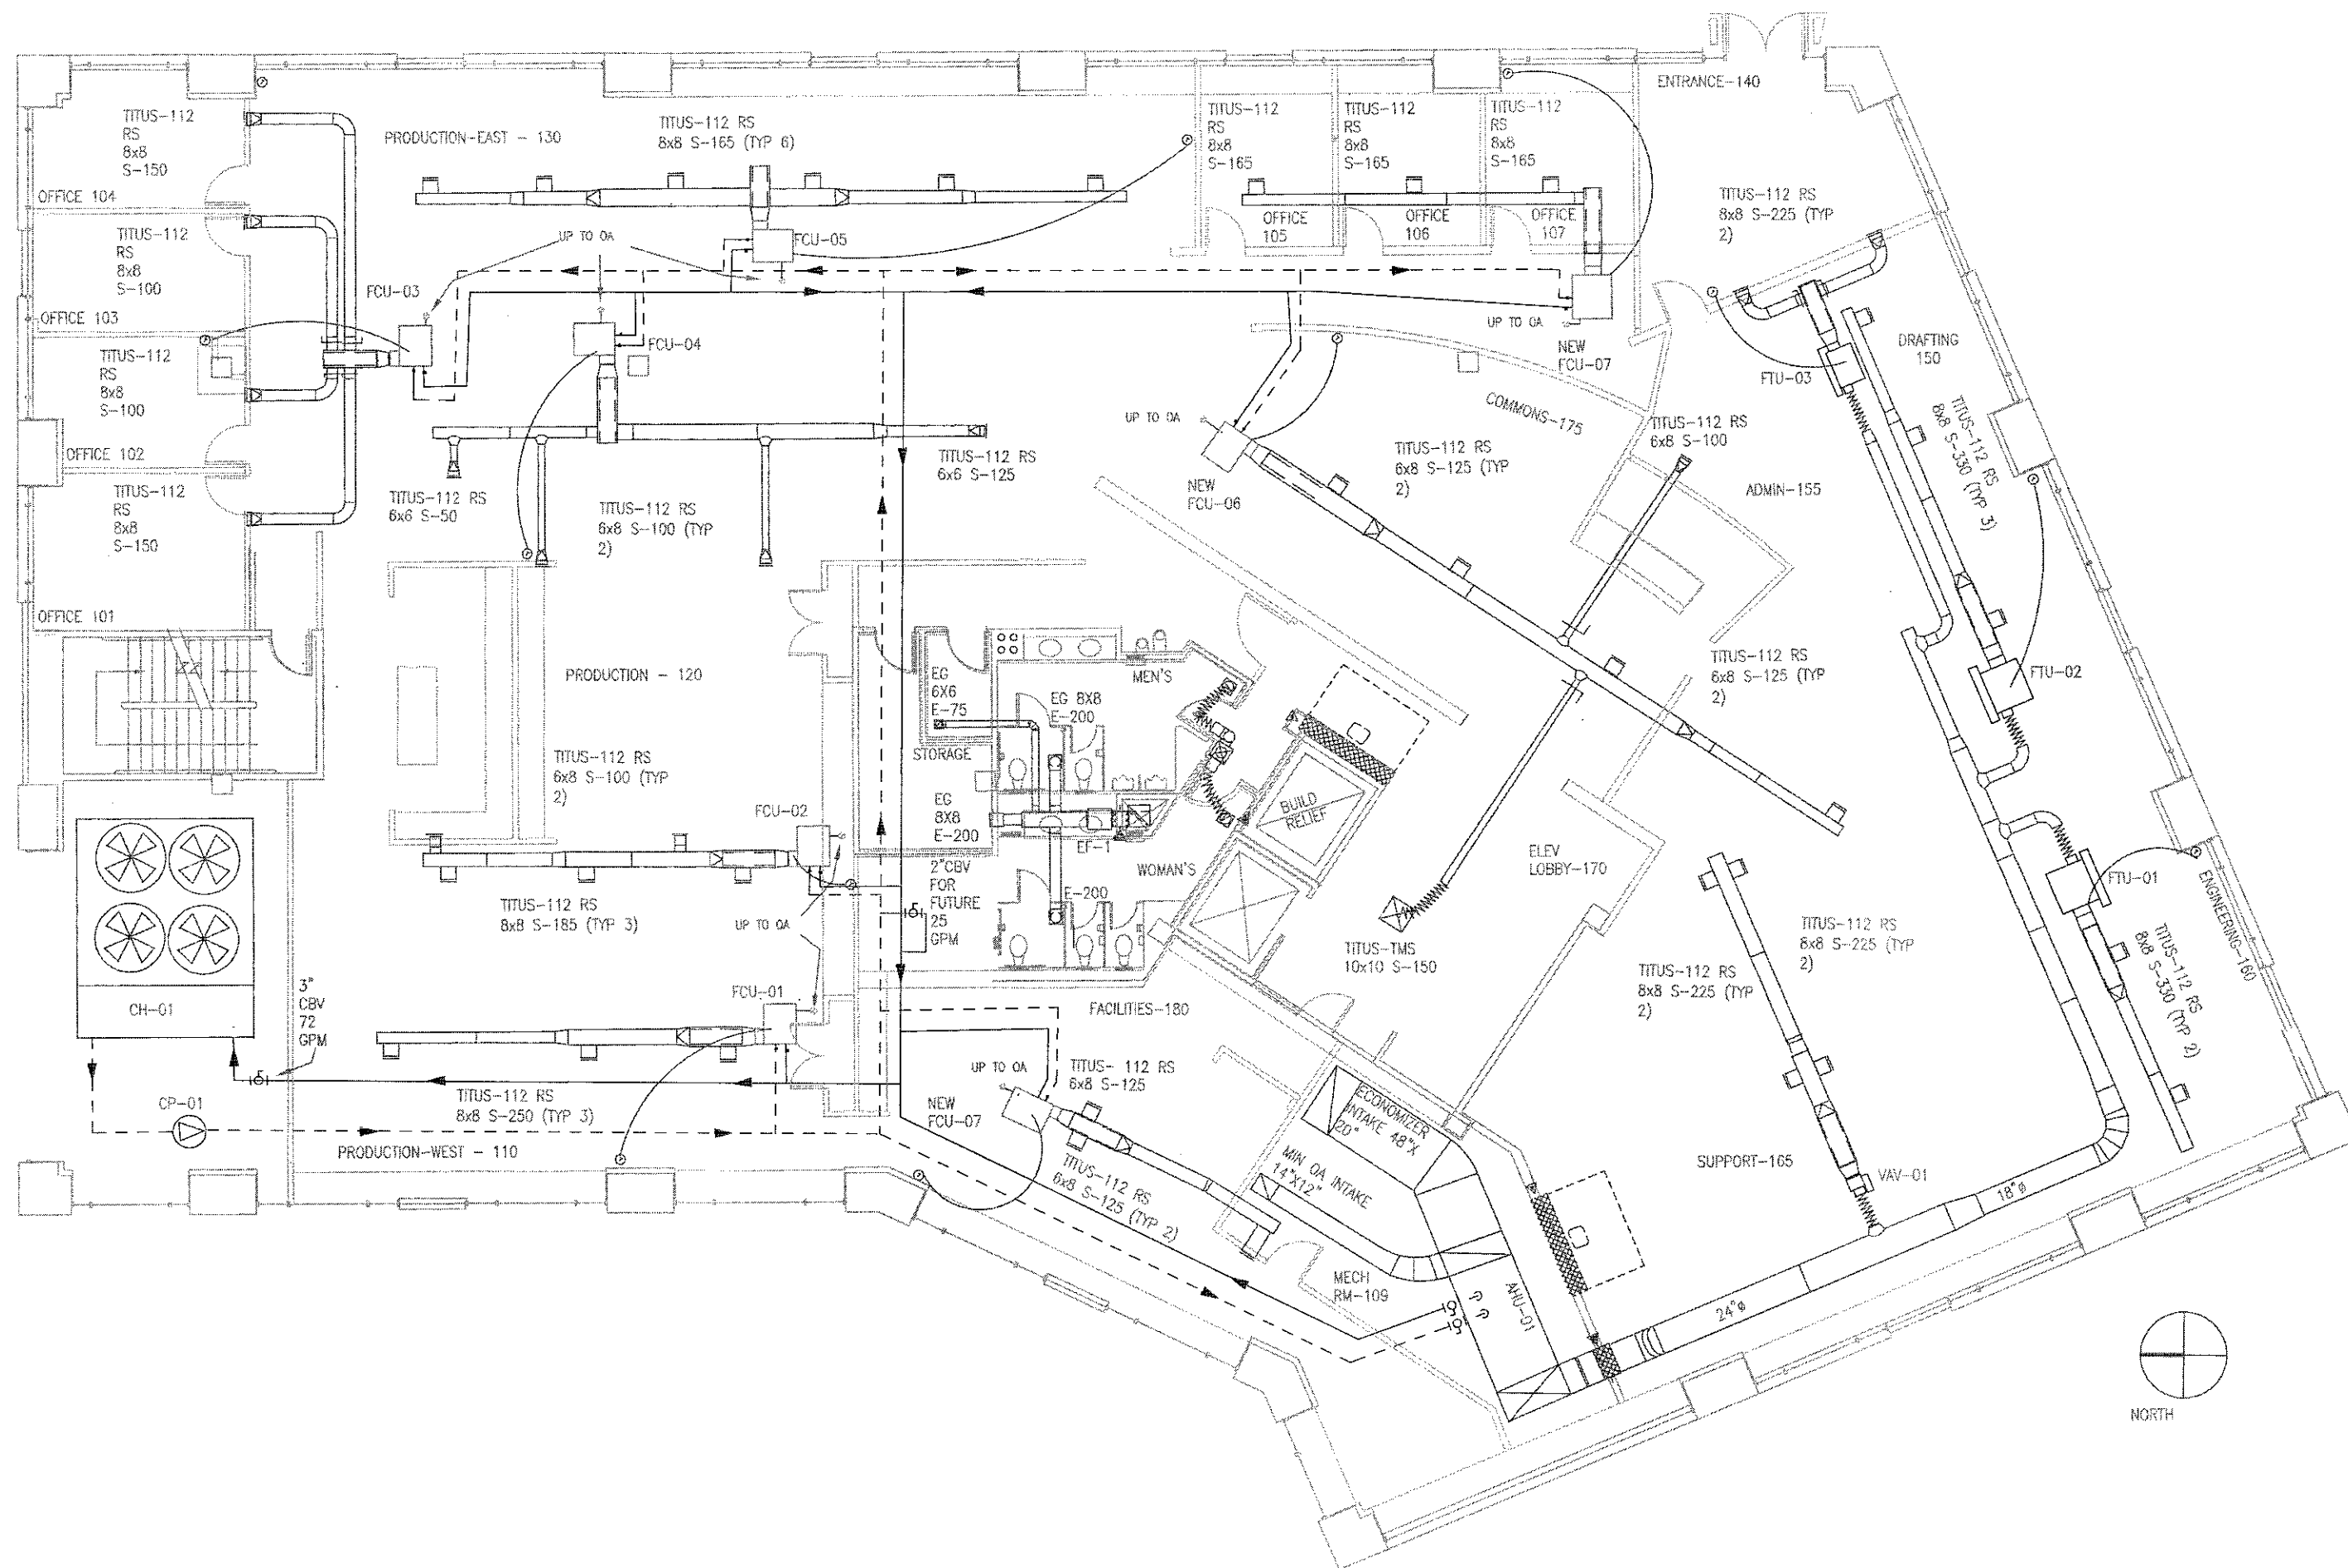 ENTRANCE-140
TITUS-112
RS
8x8
S-150
PRODUCTION-EAST - 130
TITUS-112 RS
8x8 S-165 (TYP 6)
TITUS-112
RS
8x8
S-165
TITUS-112
RS
8x8
S-165
TITUS-112
RS
8x8
S-165
OFFICE 104
TITUS-112 RS
8x8 S-225 (TYP
2)
OFFICE
105
OFFICE
106
OFFICE
107
TITUS-112
RS
8x8
S-100
UP TO OA
FCU-05
FCU-03
OFFICE 103
UP TO OA
FCU-04
NEW
FCU-07
DRAFTING
150
TITUS-112
RS
8x8
S-100
FTU-03
COMMONS-175
UP TO OA
TITUS-112 RS
6x8 S-100
TITUS-112 RS
8x8 S-330 (TYP 3)
OFFICE 102
TITUS-112 RS
6x6 S-125
TITUS-112 RS
6x8 S-125 (TYP
2)
TITUS-112
RS
8x8
S-150
TITUS-112 RS
6x6 S-50
TITUS-112 RS
6x8 S-100 (TYP
2)
NEW
FCU-06
ADMIN-155
OFFICE 101
PRODUCTION - 120
EG
6X6
E-75
MEN'S
EG 8X8
E-200
TITUS-112 RS
6x8 S-125 (TYP
2)
FTU-02
TITUS-112 RS
6x8 S-100 (TYP
2)
STORAGE
BUILD
RELIEF
FCU-02
EG
8X8
E-200
EF-1
WOMAN'S
ELEV
LOBBY-170
FTU-01
ENGINEERING-160
2"CBV
FOR
FUTURE
25
GPM
E-200
TITUS-112 RS
8x8 S-185 (TYP 3)
UP TO OA
TITUS-TMS
10x10 S-150
TITUS-112 RS
8x8 S-225 (TYP
2)
TITUS-112 RS
8x8 S-225 (TYP
2)
TITUS-112 RS
8x8 S-330 (TYP 2)
CH-01
3"
CBV
72
GPM
FCU-01
FACILITIES-180
UP TO OA
TITUS- 112 RS
6x8 S-125
CP-01
TITUS-112 RS
8x8 S-250 (TYP 3)
NEW
FCU-07
ECONOMIZER
INTAKE 48"X
20"
MIN OA INTAKE
14"X12"
PRODUCTION-WEST - 110
TITUS-112 RS
6x8 S-125 (TYP 2)
SUPPORT-165
VAV-01
18"ø
MECH
RM-109
AHU-01
24"ø
NORTH